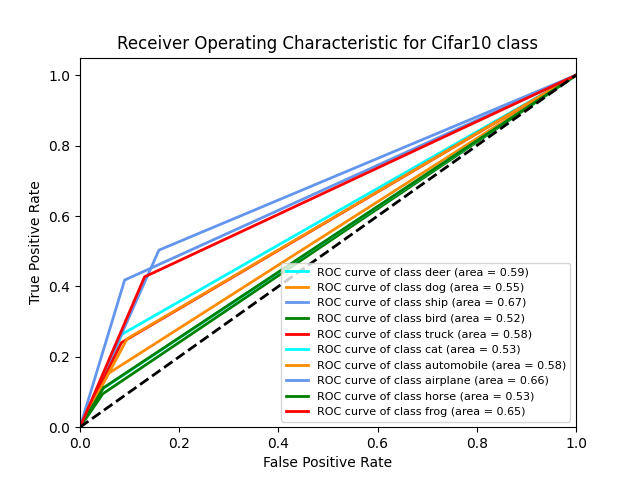 Receiver Operating Characteristic for Cifar10 class
True Positive Rate
1.0
0.8
0.6
0.4
0.2
0.0
ROC curve of class deer (area = 0.59)
ROC curve of class dog (area = 0.55)
ROC curve of class ship (area = 0.67)
ROC curve of class bird (area = 0.52)
ROC curve of class truck (area = 0.58)
ROC curve of class cat (area = 0.53)
ROC curve of class automobile (area = 0.58)
ROC curve of class airplane (area = 0.66)
ROC curve of class horse (area = 0.53)
ROC curve of class frog (area = 0.65)
0.0 0.2 0.4 0.6 0.8 1.0
False Positive Rate